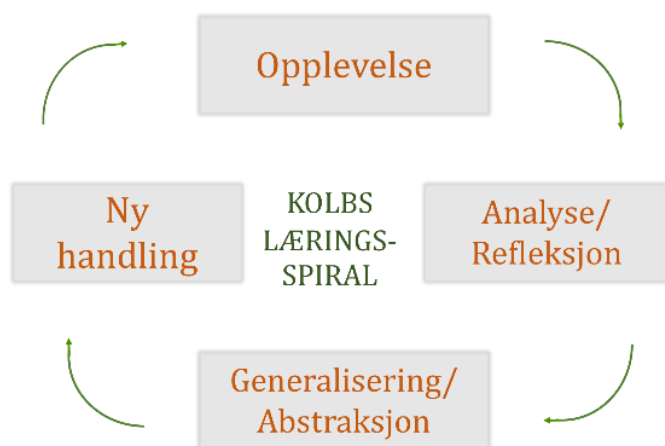 Opplevelse
Ny
handling
KOLBS
LÆRINGS-
SPIRAL
Analyse/
Refleksjon
Generalisering/
Abstraksjon